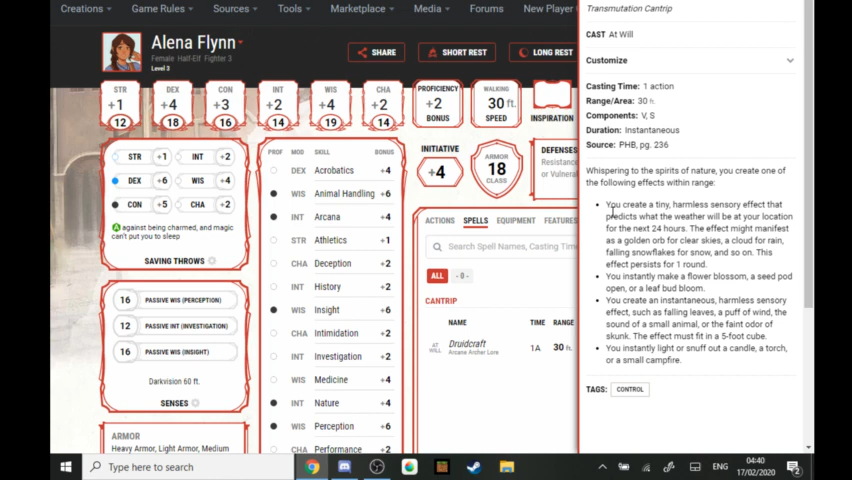 Creations Game Rules Sources Tools Marketplace Media Forums New Player
Alena Flynn
Female Half-Elf Fighter 3
Level 3
SHARE
SHORT REST
LONG REST
STR
+1
12
DEX
+4
18
CON
+3
16
INT
+2
14
WIS
+4
19
CHA
+2
14
PROFICIENCY
+2
BONUS
WALKING
30 ft.
SPEED
INSPIRATION
STR +1 INT +2
DEX +6 WIS +4
CON +5 CHA +2
A against being charmed, and magic
can't put you to sleep
SAVING THROWS
16 PASSIVE WIS (PERCEPTION)
12 PASSIVE INT (INVESTIGATION)
16 PASSIVE WIS (INSIGHT)
Darkvision 60 ft.
SENSES
ARMOR
Heavy Armor, Light Armor, Medium
PROF MOD SKILL BONUS
DEX Acrobatics +4
WIS Animal Handling +6
INT Arcana +4
STR Athletics +1
CHA Deception +2
INT History +2
WIS Insight +6
CHA Intimidation +2
INT Investigation +2
WIS Medicine +4
INT Nature +4
WIS Perception +6
CHA Performance +2
INITIATIVE
+4
ARMOR
18
CLASS
DEFENSES
Resistanc
or Vulnera
ACTIONS SPELLS EQUIPMENT FEATURES
Search Spell Names, Casting Time
ALL - 0 -
CANTRIP
NAME TIME RANGE
AT WILL Druidcraft 1A 30 ft.
Arcane Archer Lore
Transmutation Cantrip
CAST At Will
Customize
Casting Time: 1 action
Range/Area: 30 ft.
Components: V, S
Duration: Instantaneous
Source: PHB, pg. 236
Whispering to the spirits of nature, you create one of
the following effects within range:
• You create a tiny, harmless sensory effect that
predicts what the weather will be at your location
for the next 24 hours. The effect might manifest
as a golden orb for clear skies, a cloud for rain,
falling snowflakes for snow, and so on. This
effect persists for 1 round.
• You instantly make a flower blossom, a seed pod
open, or a leaf bud bloom.
• You create an instantaneous, harmless sensory
effect, such as falling leaves, a puff of wind, the
sound of a small animal, or the faint odor of
skunk. The effect must fit in a 5-foot cube.
• You instantly light or snuff out a candle, a torch,
or a small campfire.
TAGS: CONTROL
Type here to search
ENG
04:40
17/02/2020
2